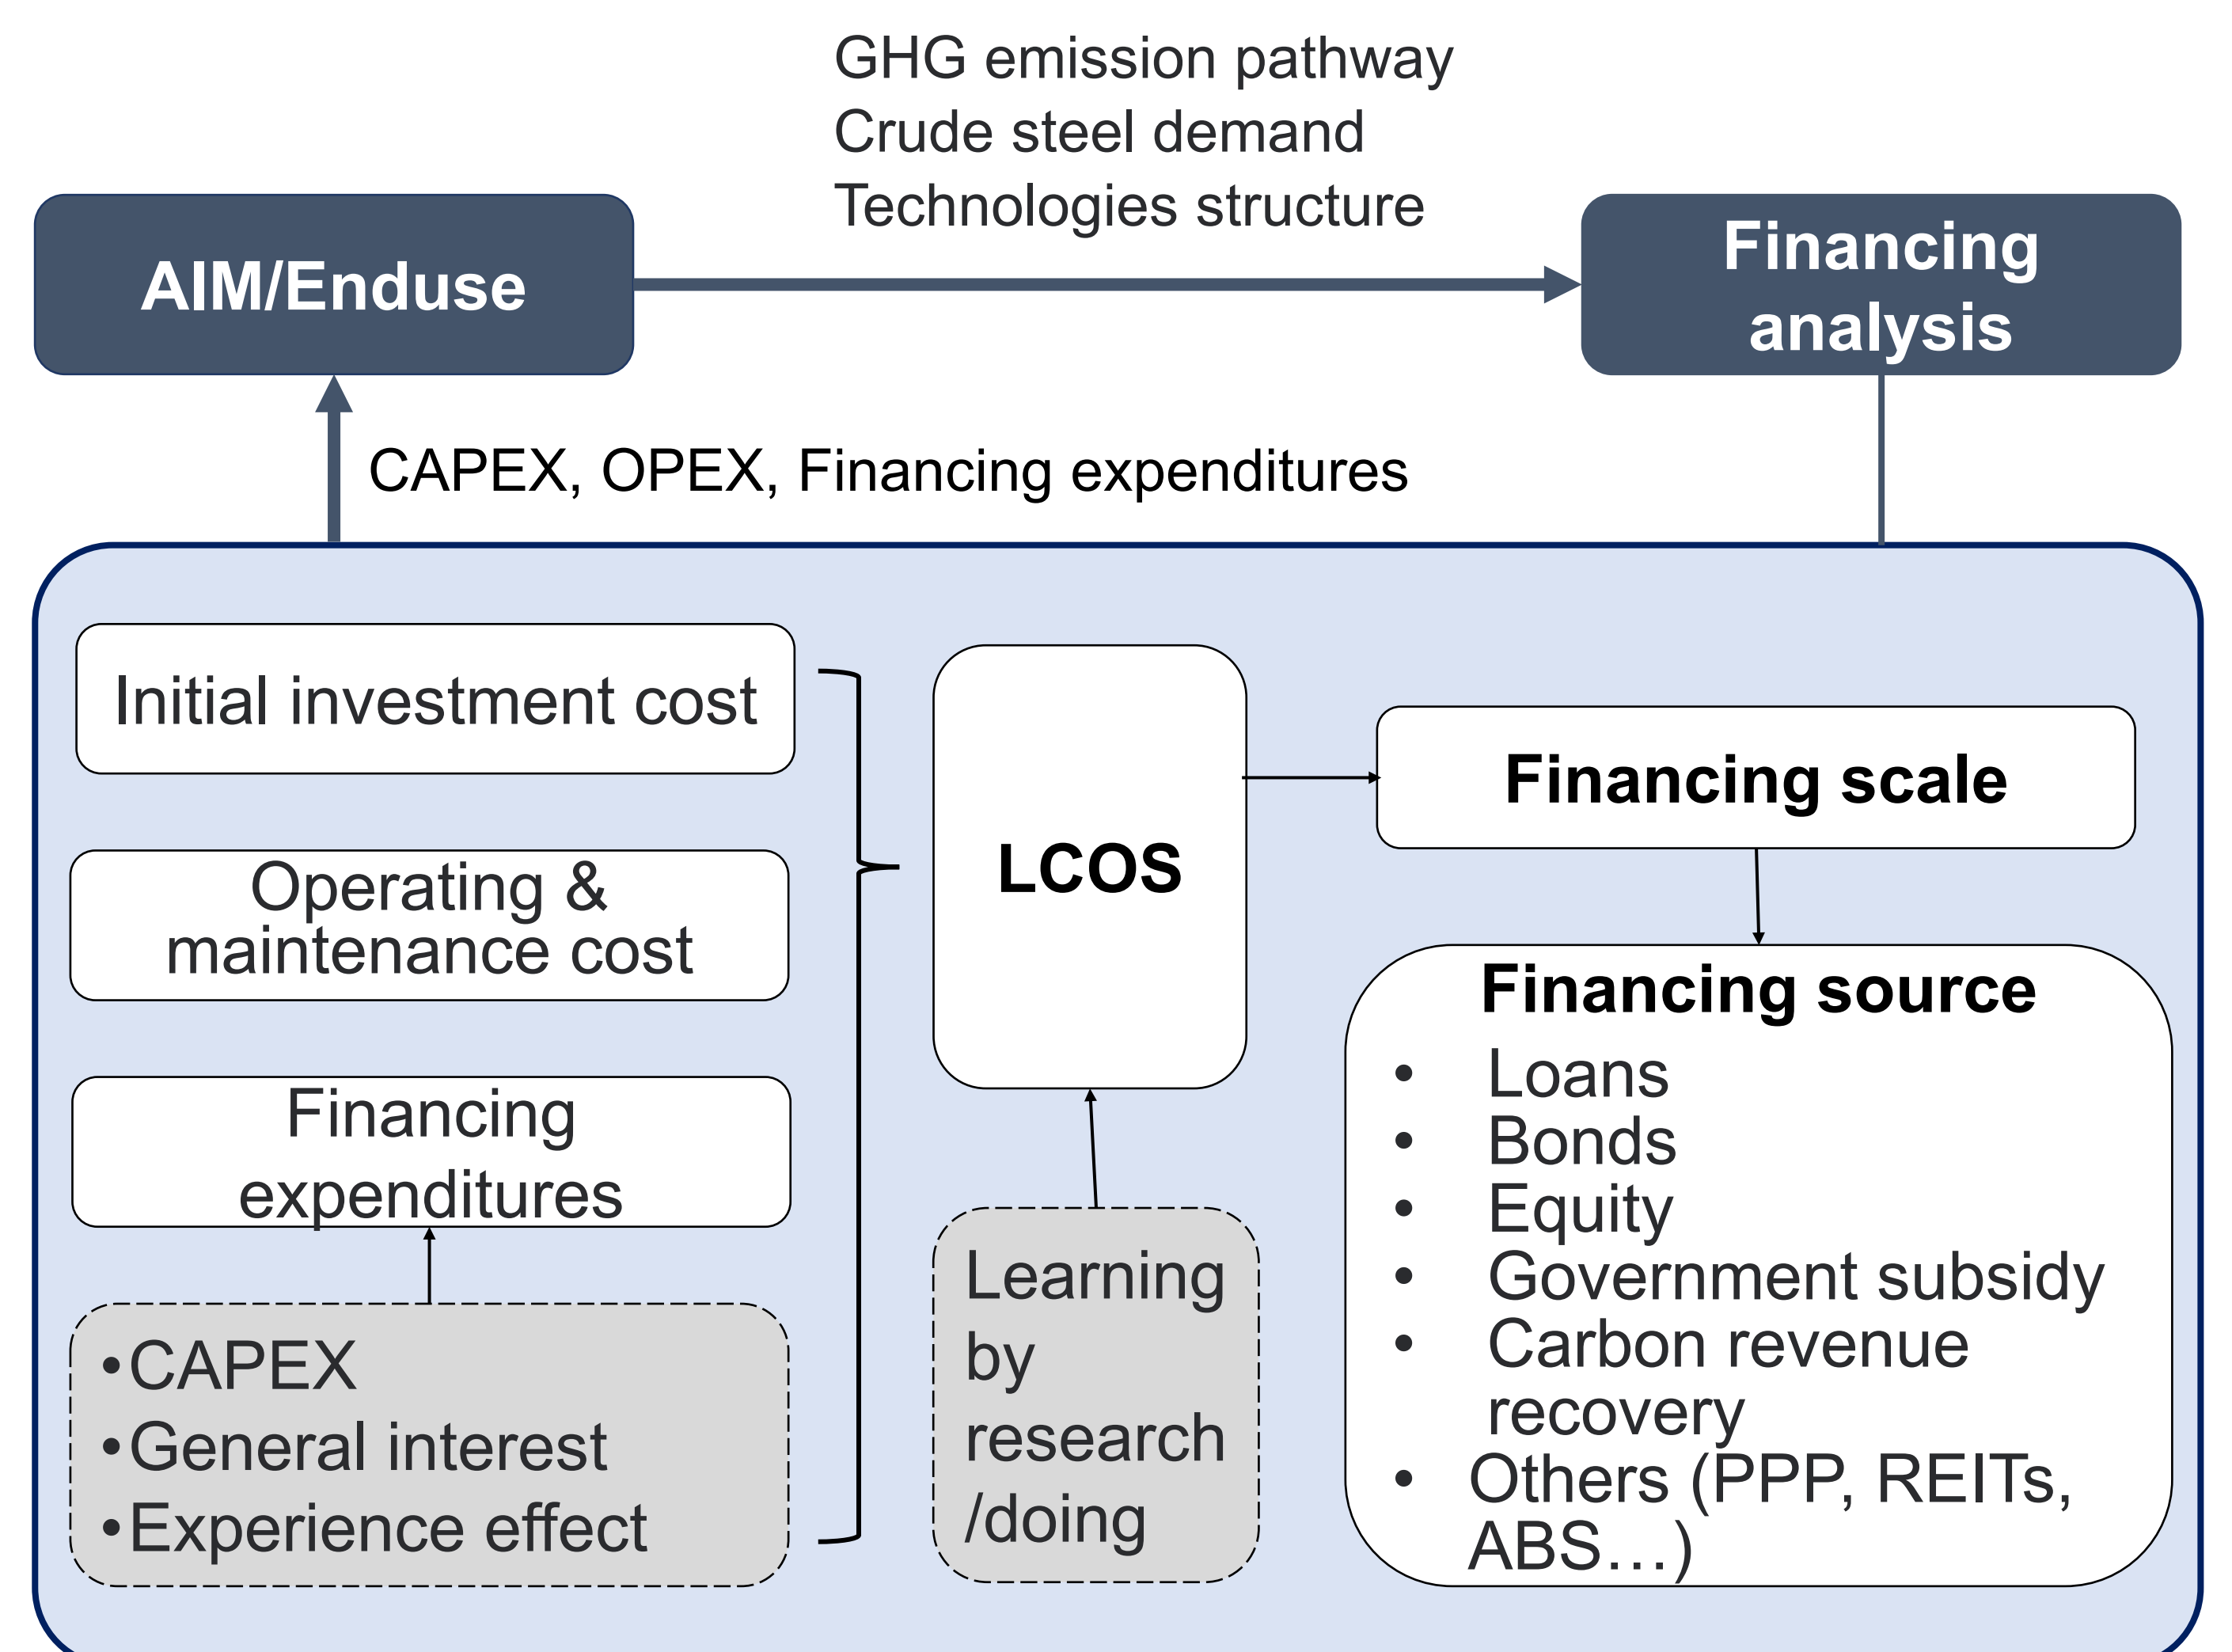 GHG emission pathway
Crude steel demand
Technologies structure
AIM/Enduse
Financing
analysis
CAPEX, OPEX, Financing expenditures
Initial investment cost
Operating &
maintenance cost
Financing
expenditures
• CAPEX
• General interest
• Experience effect
LCOS
Learning
by
research
/doing
Financing scale
Financing source
• Loans
• Bonds
• Equity
• Government subsidy
• Carbon revenue
recovery
• Others (PPP, REITs,
ABS…)